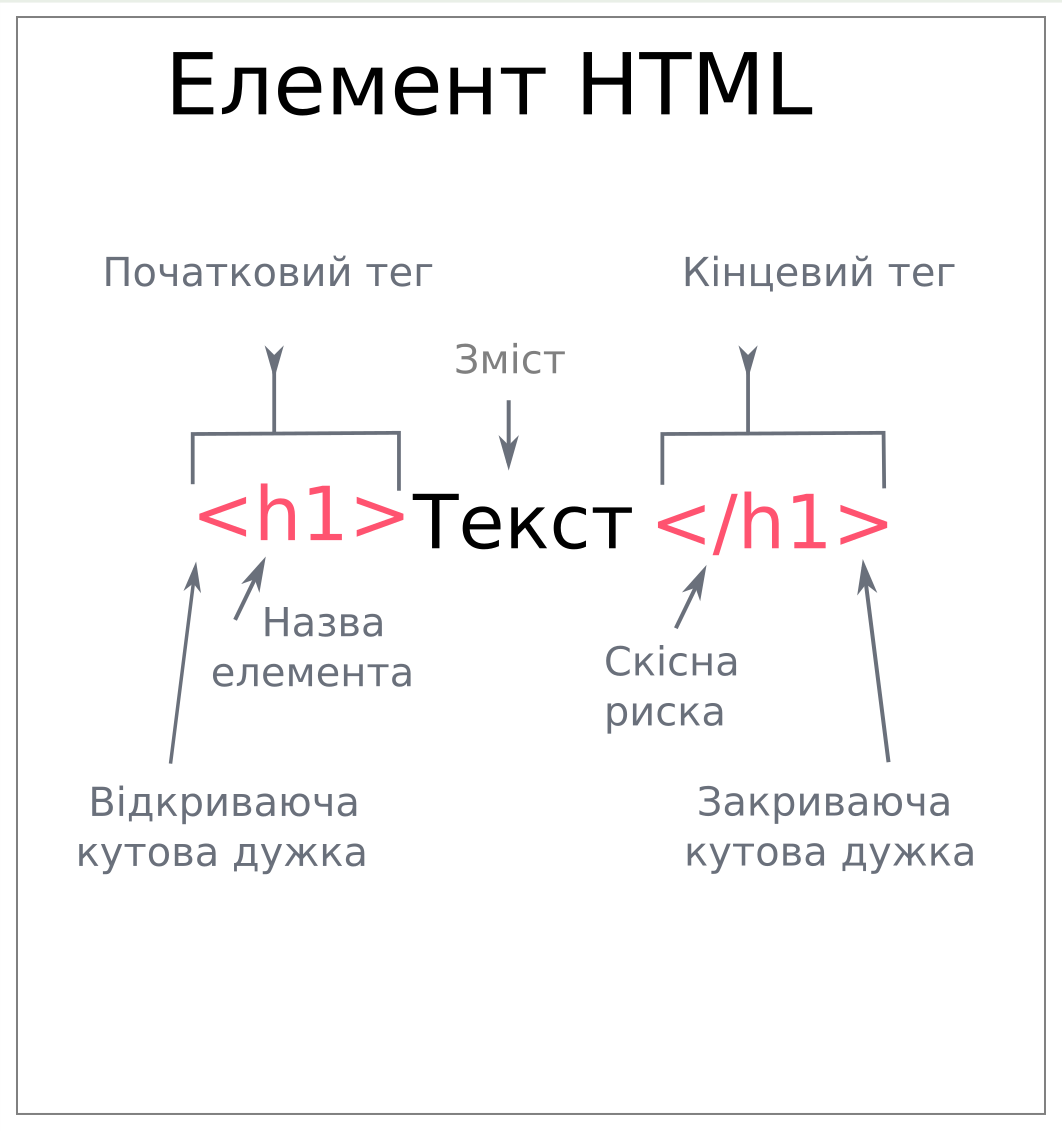 Елемент HTML
Початковий тег
Кінцевий тег
Зміст
<h1>Текст </h1>
Назва
елемента
Скісна
риска
Відкриваюча
кутова дужка
Закриваюча
кутова дужка